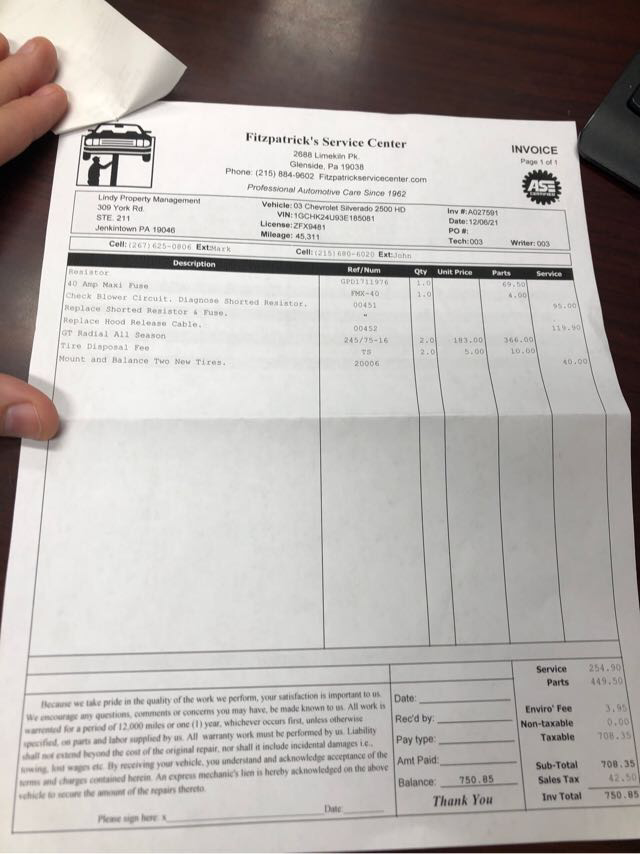 Fitzpatrick's Service Center
2688 Limekiln Pk.
Glenside, Pa 19038
Phone: (215) 884-9602 Fitzpatrickservicecenter.com
Professional Automotive Care Since 1962
INVOICE
Page 1 of 1
ASE
CERTIFIED
Lindy Property Management
309 York Rd.
STE. 211
Jenkintown PA 19046
Vehicle: 03 Chevrolet Silverado 2500 HD
VIN: 1GCHK24U93E185081
License: ZFX9481
Mileage: 45,311
Inv #: A027591
Date: 12/06/21
PO #:
Tech: 003 Writer: 003
Cell: (267) 625-0806 Ext: Mark Cell: (215) 680-6020 Ext: John
Description Ref/Num Qty Unit Price Parts Service
Resistor GPD1711976 1.0 69.50
40 Amp Maxi Fuse FMX-40 1.0 4.00
Check Blower Circuit. Diagnose Shorted Resistor. 00451 95.00
Replace Shorted Resistor & Fuse. "
Replace Hood Release Cable. 00452 119.90
GT Radial All Season 245/75-16 2.0 183.00 366.00
Tire Disposal Fee TS 2.0 5.00 10.00
Mount and Balance Two New Tires. 20006 40.00
Because we take pride in the quality of the work we perform, your satisfaction is important to us.
We encourage any questions, comments or concerns you may have, be made known to us. All work is
warrented for a period of 12,000 miles or one (1) year, whichever occurs first, unless otherwise
specified, on parts and labor supplied by us. All warranty work must be performed by us. Liability
shall not extend beyond the cost of the original repair, nor shall it include incidental damages i.e.,
towing, lost wages etc. By receiving your vehicle, you understand and acknowledge acceptance of the
terms and charges contained herein. An express mechanic's lien is hereby acknowledged on the above
vehicle to secure the amount of the repairs thereto.
Please sign here: x Date:
Date:
Rec'd by:
Pay type:
Amt Paid:
Balance: 750.85
Thank You
Service 254.90
Parts 449.50
Enviro' Fee 3.95
Non-taxable 0.00
Taxable 708.35
Sub-Total 708.35
Sales Tax 42.50
Inv Total 750.85